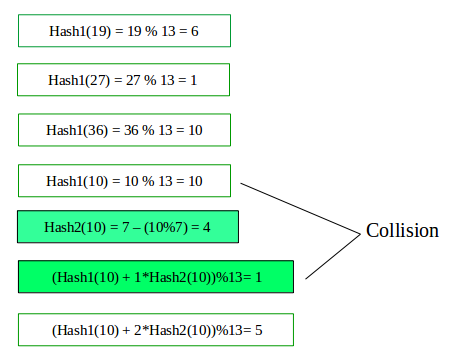 Hash1(19) = 19 % 13 = 6
Hash1(27) = 27 % 13 = 1
Hash1(36) = 36 % 13 = 10
Hash1(10) = 10 % 13 = 10
Collision
Hash2(10) = 7 – (10%7) = 4
(Hash1(10) + 1*Hash2(10))%13= 1
(Hash1(10) + 2*Hash2(10))%13= 5